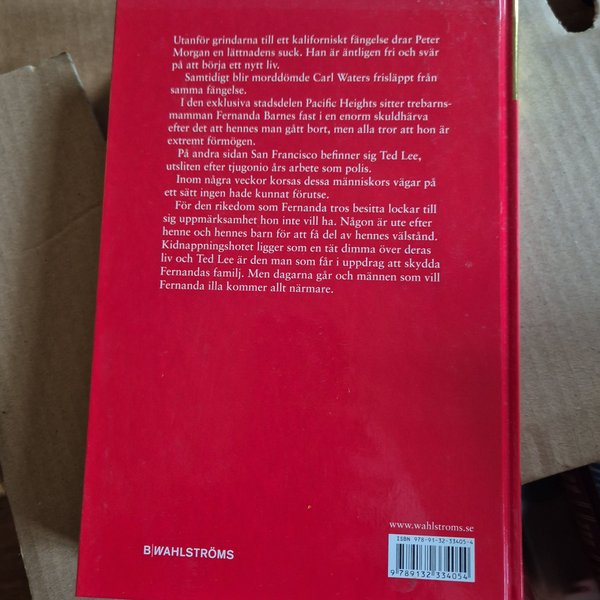 Utanför grindarna till ett kaliforniskt fängelse drar Peter
Morgan en lättnadens suck. Han är äntligen fri och svär
på att börja ett nytt liv.
Samtidigt blir morddömde Carl Waters frisläppt från
samma fängelse.
I den exklusiva stadsdelen Pacific Heights sitter trebarns-
mamman Fernanda Barnes fast i en enorm skuldhärva
efter det att hennes man gått bort, men alla tror att hon är
extremt förmögen.
På andra sidan San Francisco befinner sig Ted Lee,
utsliten efter tjugonio års arbete som polis.
Inom några veckor korsas dessa människors vägar på
ett sätt ingen hade kunnat förutse.
För den rikedom som Fernanda tros besitta lockar till
sig uppmärksamhet hon inte vill ha. Någon är ute efter
henne och hennes barn för att få del av hennes välstånd.
Kidnappningshotet ligger som en tät dimma över deras
liv och Ted Lee är den man som får i uppdrag att skydda
Fernandas familj. Men dagarna går och männen som vill
Fernanda illa kommer allt närmare.
www.wahlstroms.se
ISBN 978-91-32-33405-4
9 789132 334054
B WAHLSTRÖMS